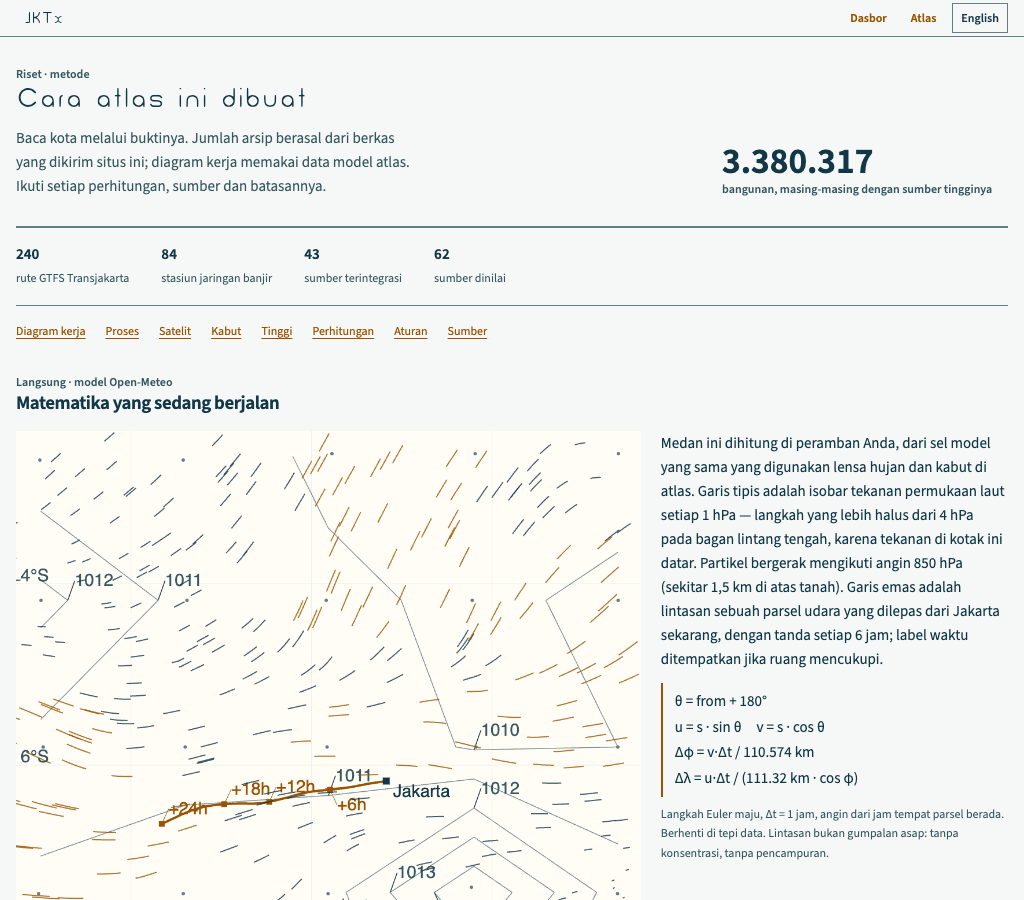 JKTx
Dasbor Atlas English
Riset · metode
Cara atlas ini dibuat
Baca kota melalui buktinya. Jumlah arsip berasal dari berkas
yang dikirim situs ini; diagram kerja memakai data model atlas.
Ikuti setiap perhitungan, sumber dan batasannya.
3.380.317
bangunan, masing-masing dengan sumber tingginya
240
rute GTFS Transjakarta
84
stasiun jaringan banjir
43
sumber terintegrasi
62
sumber dinilai
Diagram kerja Proses Satelit Kabut Tinggi Perhitungan Aturan Sumber
Langsung · model Open-Meteo
Matematika yang sedang berjalan
4°S
1012
1011
1010
6°S
1011
+18h
+12h
1012
Jakarta
+24h
+6h
1013
Medan ini dihitung di peramban Anda, dari sel model
yang sama yang digunakan lensa hujan dan kabut di
atlas. Garis tipis adalah isobar tekanan permukaan laut
setiap 1 hPa — langkah yang lebih halus dari 4 hPa
pada bagan lintang tengah, karena tekanan di kotak ini
datar. Partikel bergerak mengikuti angin 850 hPa
(sekitar 1,5 km di atas tanah). Garis emas adalah
lintasan sebuah parsel udara yang dilepas dari Jakarta
sekarang, dengan tanda setiap 6 jam; label waktu
ditempatkan jika ruang mencukupi.
θ = from + 180°
u = s · sin θ v = s · cos θ
Δφ = v·Δt / 110.574 km
Δλ = u·Δt / (111.32 km · cos φ)
Langkah Euler maju, Δt = 1 jam, angin dari jam tempat parsel berada.
Berhenti di tepi data. Lintasan bukan gumpalan asap: tanpa
konsentrasi, tanpa pencampuran.